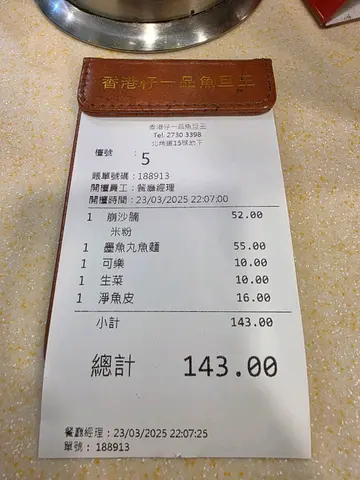 香港仔一品魚旦王
香港仔一品魚旦王
Tel. 2730 3398
北拱道15號地下
檯號 : 5
賬單號碼 : 188913
開檯員工 : 餐廳經理
開檯時間 : 23/03/2025 22:07:00
1 崩沙腩 52.00
米粉
1 墨魚丸魚麵 55.00
1 可樂 10.00
1 生菜 10.00
1 淨魚皮 16.00
小計 143.00
總計 143.00
餐廳經理 : 23/03/2025 22:07:25
單號 : 188913